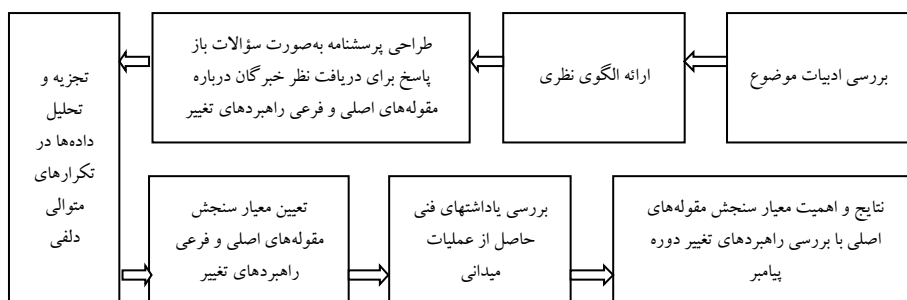 بررسی ادبیات موضوع
ارائه الگوی نظری
طراحی پرسشنامه به‌صورت سؤالات باز
پاسخ برای دریافت نظر خبرگان درباره
مقوله‌های اصلی و فرعی راهبردهای تغییر
تجزیه و
تحلیل
داده‌ها در
تکرارهای
متوالی
دلفی
تعیین معیار سنجش
مقوله‌های اصلی و فرعی
راهبردهای تغییر
بررسی یاداشتهای فنی
حاصل از عملیات
میدانی
نتایج و اهمیت معیار سنجش مقوله‌های
اصلی با بررسی راهبردهای تغییر دوره
پیامبر